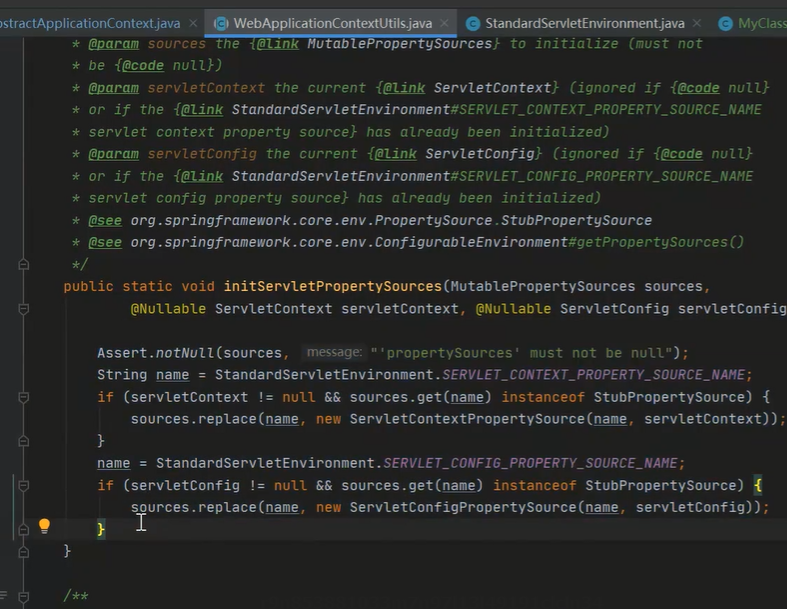 bstractApplicationContext.java × WebApplicationContextUtils.java × StandardServletEnvironment.java × MyClass
* @param sources the {@link MutablePropertySources} to initialize (must not
* be {@code null})
* @param servletContext the current {@link ServletContext} (ignored if {@code null}
* or if the {@link StandardServletEnvironment#SERVLET_CONTEXT_PROPERTY_SOURCE_NAME
* servlet context property source} has already been initialized)
* @param servletConfig the current {@link ServletConfig} (ignored if {@code null}
* or if the {@link StandardServletEnvironment#SERVLET_CONFIG_PROPERTY_SOURCE_NAME
* servlet config property source} has already been initialized)
* @see org.springframework.core.env.PropertySource.StubPropertySource
* @see org.springframework.core.env.ConfigurableEnvironment#getPropertySources()
*/
public static void initServletPropertySources(MutablePropertySources sources,
@Nullable ServletContext servletContext, @Nullable ServletConfig servletConfig
Assert.notNull(sources, message: "'propertySources' must not be null");
String name = StandardServletEnvironment.SERVLET_CONTEXT_PROPERTY_SOURCE_NAME;
if (servletContext != null && sources.get(name) instanceof StubPropertySource) {
sources.replace(name, new ServletContextPropertySource(name, servletContext));
}
name = StandardServletEnvironment.SERVLET_CONFIG_PROPERTY_SOURCE_NAME;
if (servletConfig != null && sources.get(name) instanceof StubPropertySource) {
sources.replace(name, new ServletConfigPropertySource(name, servletConfig));
}
}
/**